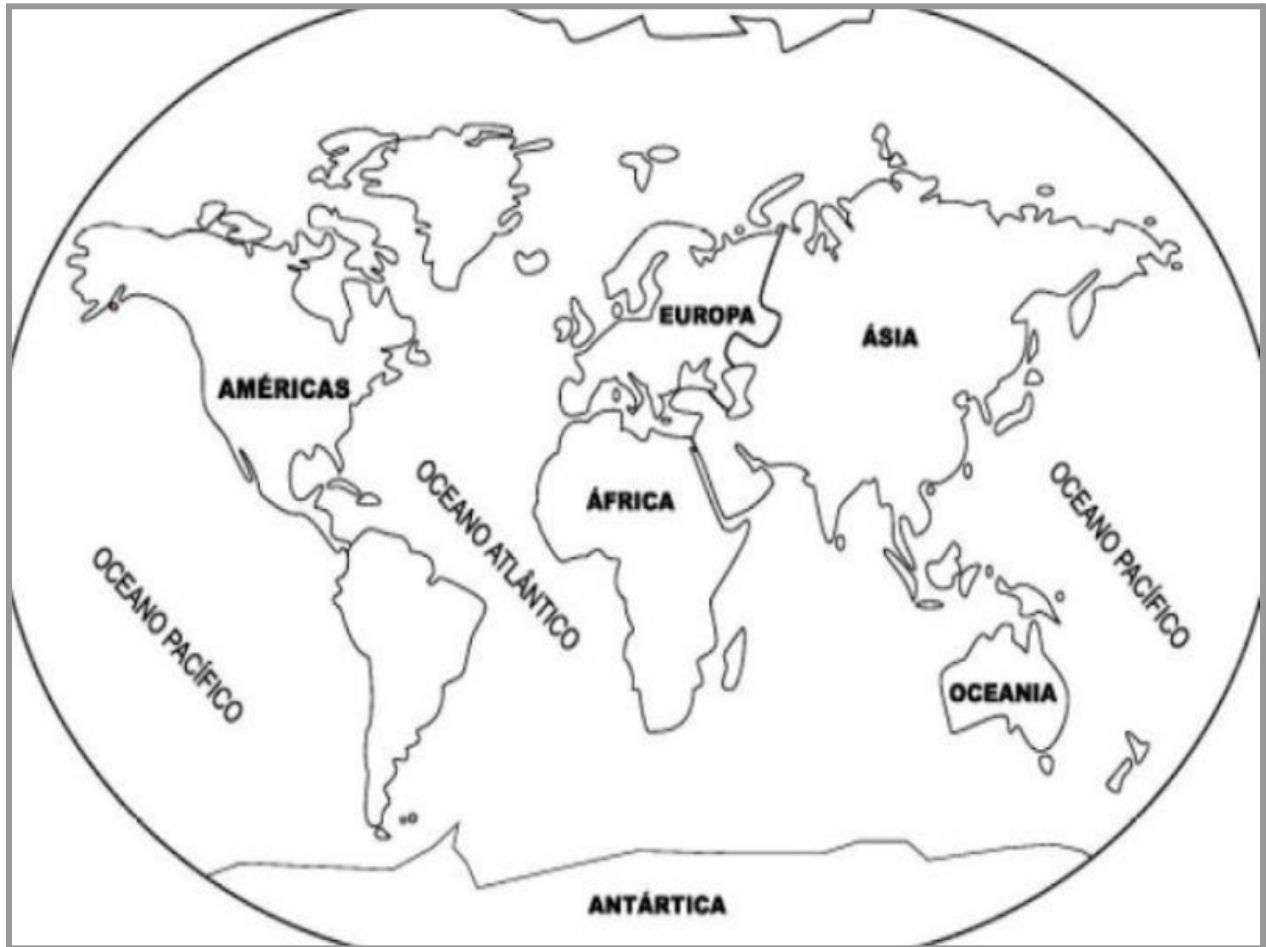 EUROPA
ÁSIA
AMÉRICAS
ÁFRICA
OCEANO ATLÂNTICO
OCEANO PACÍFICO
OCEANO PACÍFICO
OCEANIA
ANTÁRTICA